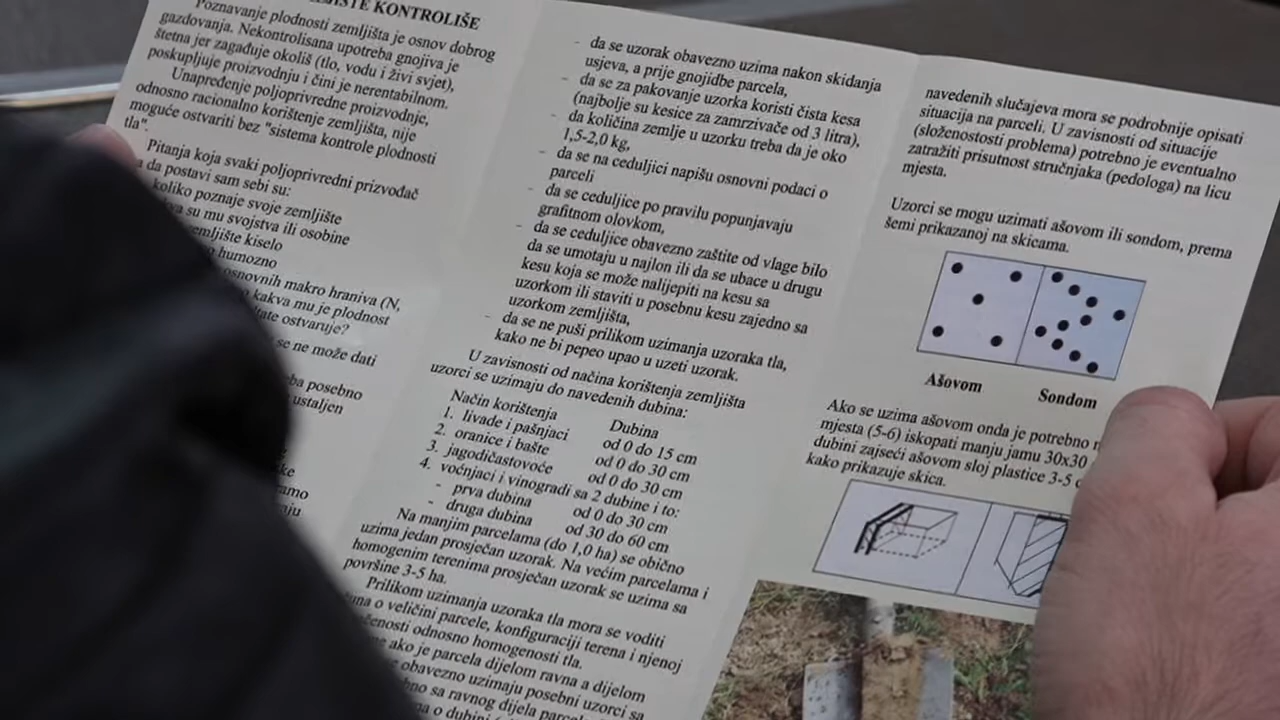 KONTROLIŠE
Poznavanje plodnosti zemljišta je osnov dobrog
gazdovanja. Nekontrolisana upotreba gnojiva je
štetna jer zagađuje okoliš (tlo, vodu i živi svjet),
poskupljuje proizvodnju i čini je nerentabilnom.
Unapređenje poljoprivredne proizvodnje,
odnosno racionalno korištenje zemljišta, nije
moguće ostvariti bez "sistema kontrole plodnosti
tla".
Pitanja koja svaki poljoprivredni prizvođač
da postavi sam sebi su:
koliko poznaje svoje zemljište
su mu svojstva ili osobine
kiselo
humozno
osnovnih makro hraniva (N,
kakva mu je plodnost
ostvaruje?
se ne može dati
posebno
ustaljen
- da se uzorak obavezno uzima nakon skidanja
usjeva, a prije gnojidbe parcela,
- da se za pakovanje uzorka koristi čista kesa
(najbolje su kesice za zamrzivače od 3 litra),
- da količina zemlje u uzorku treba da je oko
1,5-2,0 kg,
- da se na ceduljici napišu osnovni podaci o
parceli
- da se ceduljice po pravilu popunjavaju
grafitnom olovkom,
- da se ceduljice obavezno zaštite od vlage bilo
da se umotaju u najlon ili da se ubace u drugu
kesu koja se može nalijepiti na kesu sa
uzorkom ili staviti u posebnu kesu zajedno sa
uzorkom zemljišta,
- da se ne puši prilikom uzimanja uzoraka tla,
kako ne bi pepeo upao u uzeti uzorak.
U zavisnosti od načina korištenja zemljišta
uzorci se uzimaju do navedenih dubina:
Način korištenja Dubina
1. livade i pašnjaci od 0 do 15 cm
2. oranice i bašte od 0 do 30 cm
3. jagodičastovoće od 0 do 30 cm
4. voćnjaci i vinogradi sa 2 dubine i to:
- prva dubina od 0 do 30 cm
- druga dubina od 30 do 60 cm
Na manjim parcelama (do 1,0 ha) se obično
uzima jedan prosječan uzorak. Na većim parcelama i
homogenim terenima prosječan uzorak se uzima sa
površine 3-5 ha.
Prilikom uzimanja uzoraka tla mora se voditi
o veličini parcele, konfiguraciji terena i njenoj
odnosno homogenosti tla.
ako je parcela dijelom ravna a dijelom
obavezno uzimaju posebni uzorci sa
sa ravnog dijela
o dubini
navedenih slučajeva mora se podrobnije opisati
situacija na parceli. U zavisnosti od situacije
(složenostosti problema) potrebno je eventualno
zatražiti prisutnost stručnjaka (pedologa) na licu
mjesta.
Uzorci se mogu uzimati ašovom ili sondom, prema
šemi prikazanoj na skicama.
Ašovom Sondom
Ako se uzima ašovom onda je potrebno
mjesta (5-6) iskopati manju jamu 30x30
dubini zajseći ašovom sloj plastice 3-5
kako prikazuje skica.